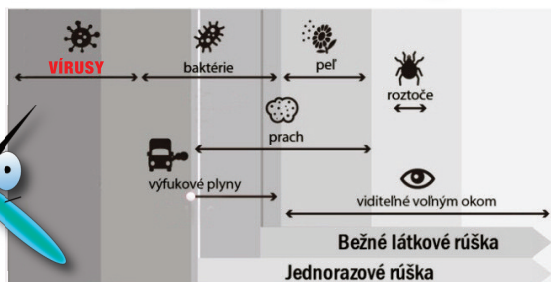 VÍRUSY
baktérie
peľ
roztoče
prach
výfukové plyny
viditeľné voľným okom
Bežné látkové rúška
Jednorazové rúška